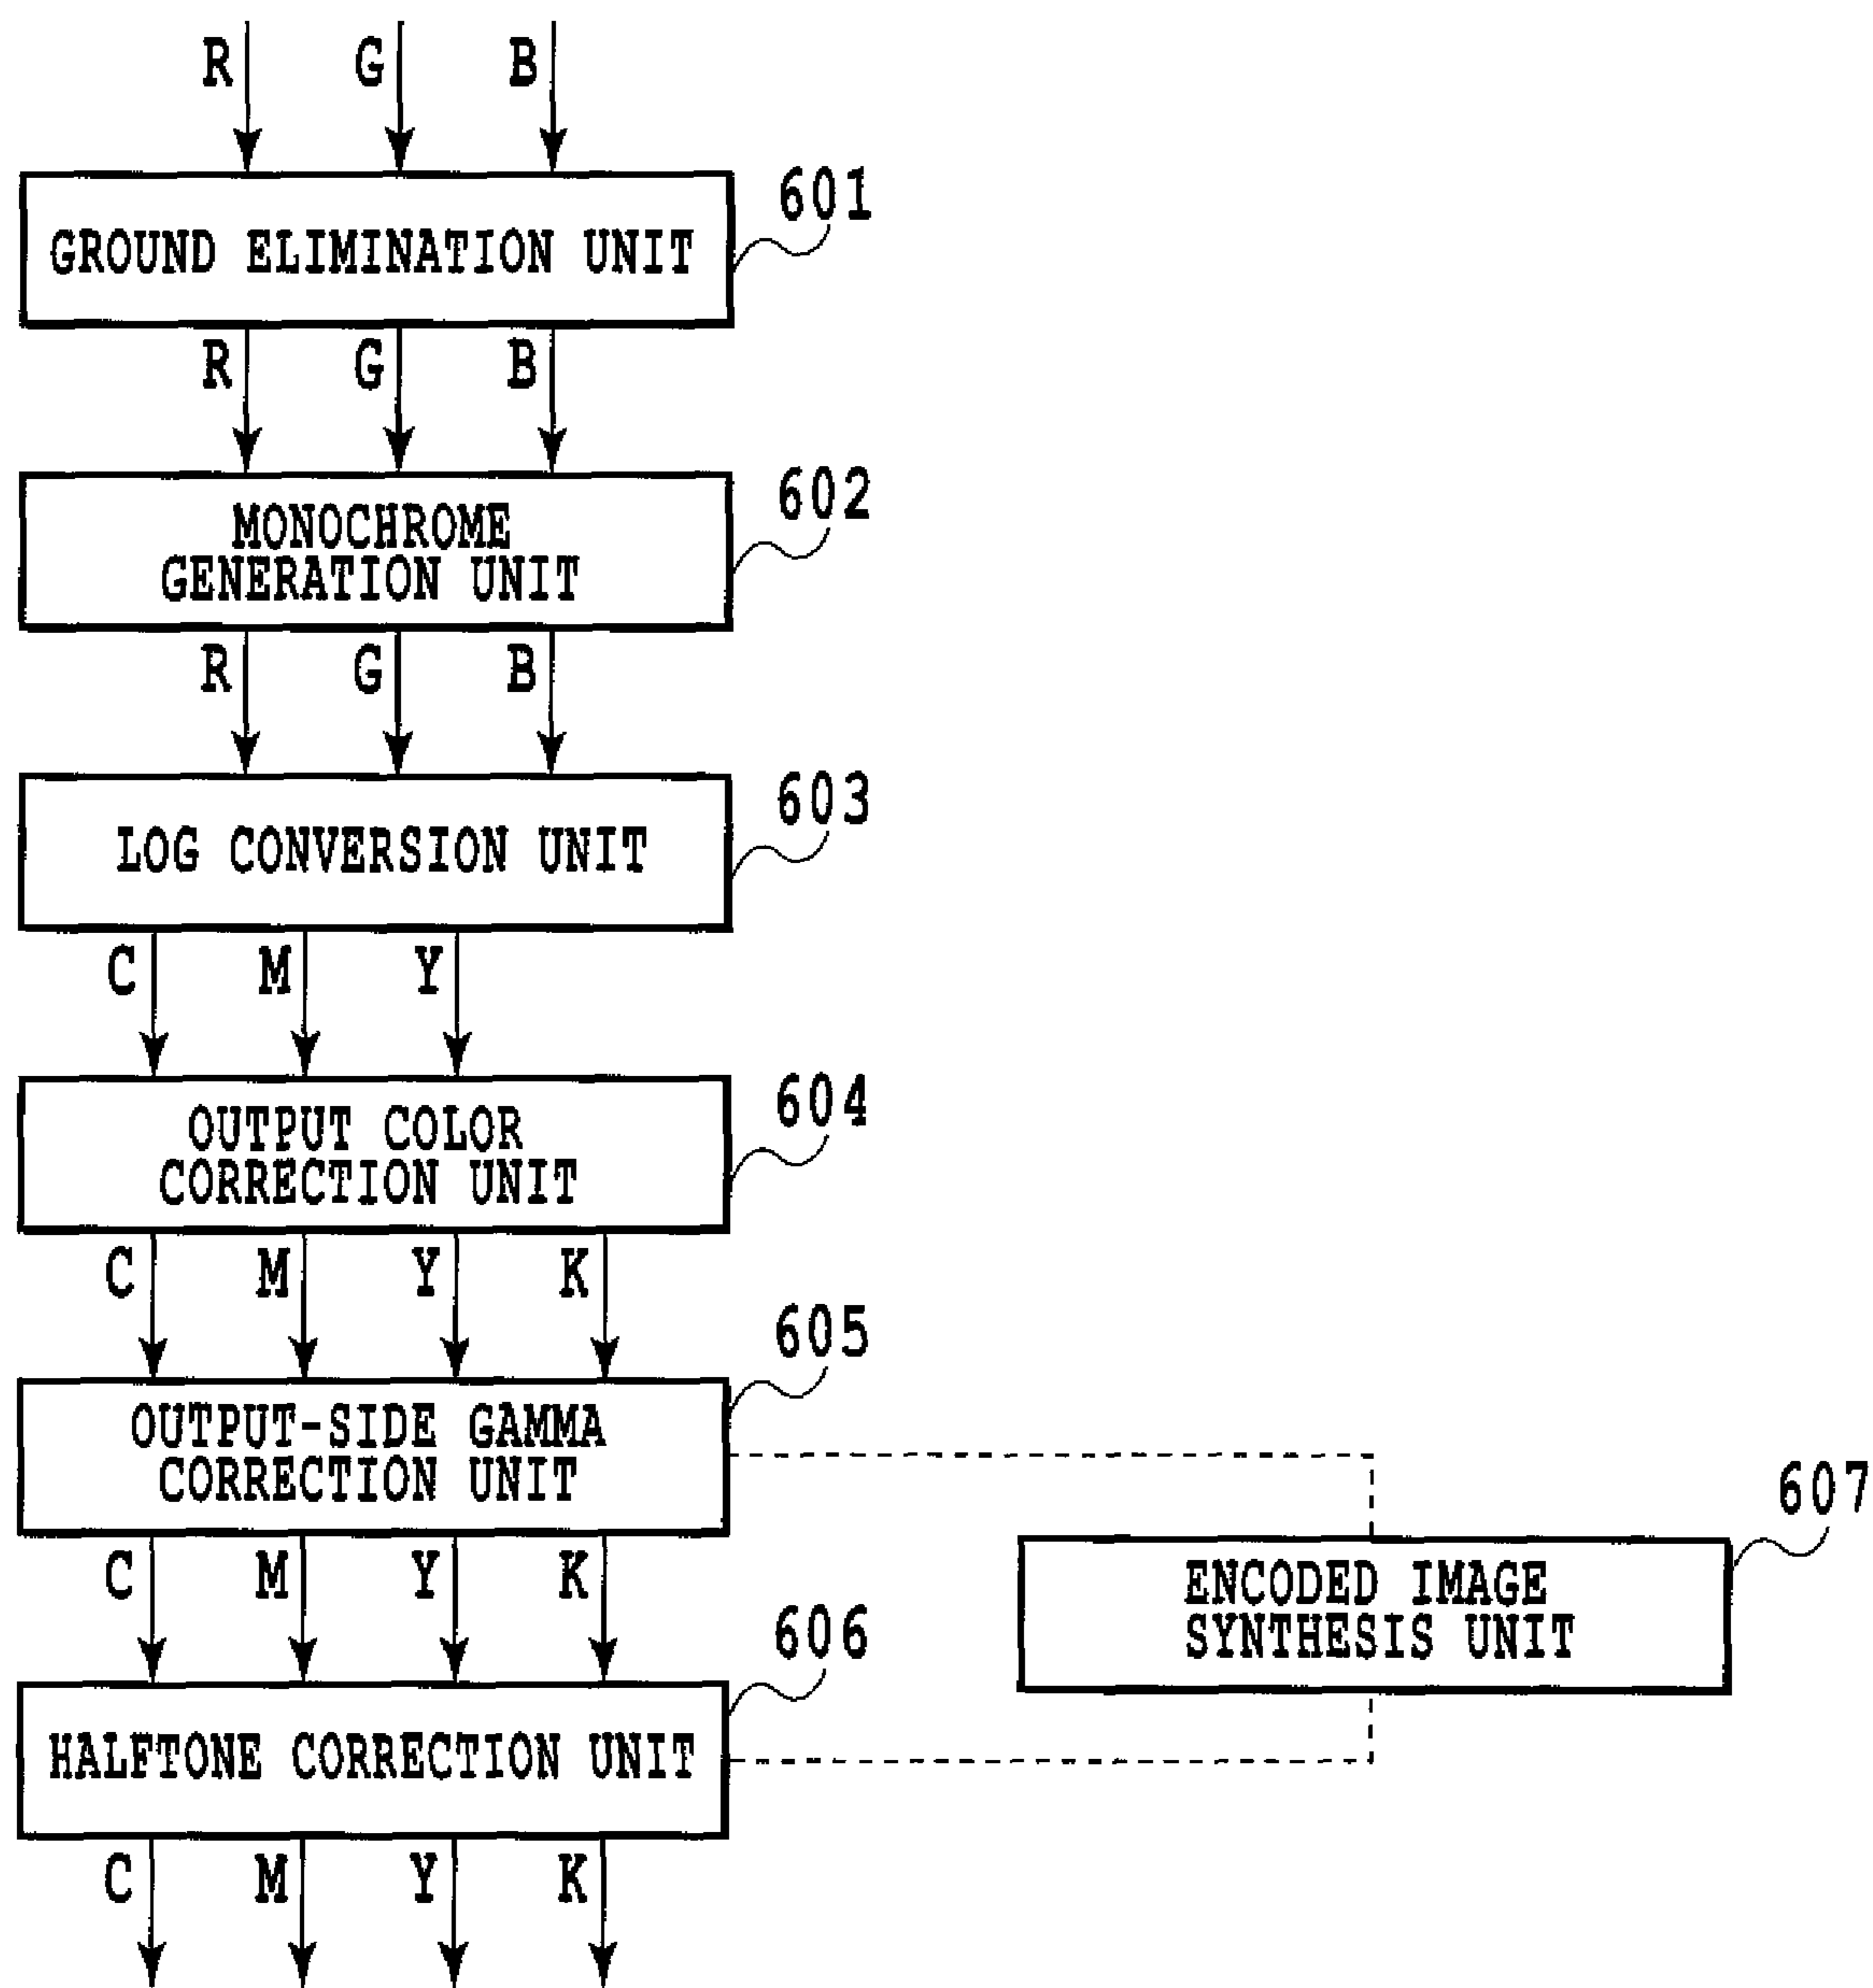 R G B
601
GROUND ELIMINATION UNIT
R G B
602
MONOCHROME
GENERATION UNIT
R G B
603
LOG CONVERSION UNIT
C M Y
604
OUTPUT COLOR
CORRECTION UNIT
C M Y K
605
OUTPUT-SIDE GAMMA
CORRECTION UNIT
607
ENCODED IMAGE
SYNTHESIS UNIT
C M Y K
606
HALFTONE CORRECTION UNIT
C M Y K